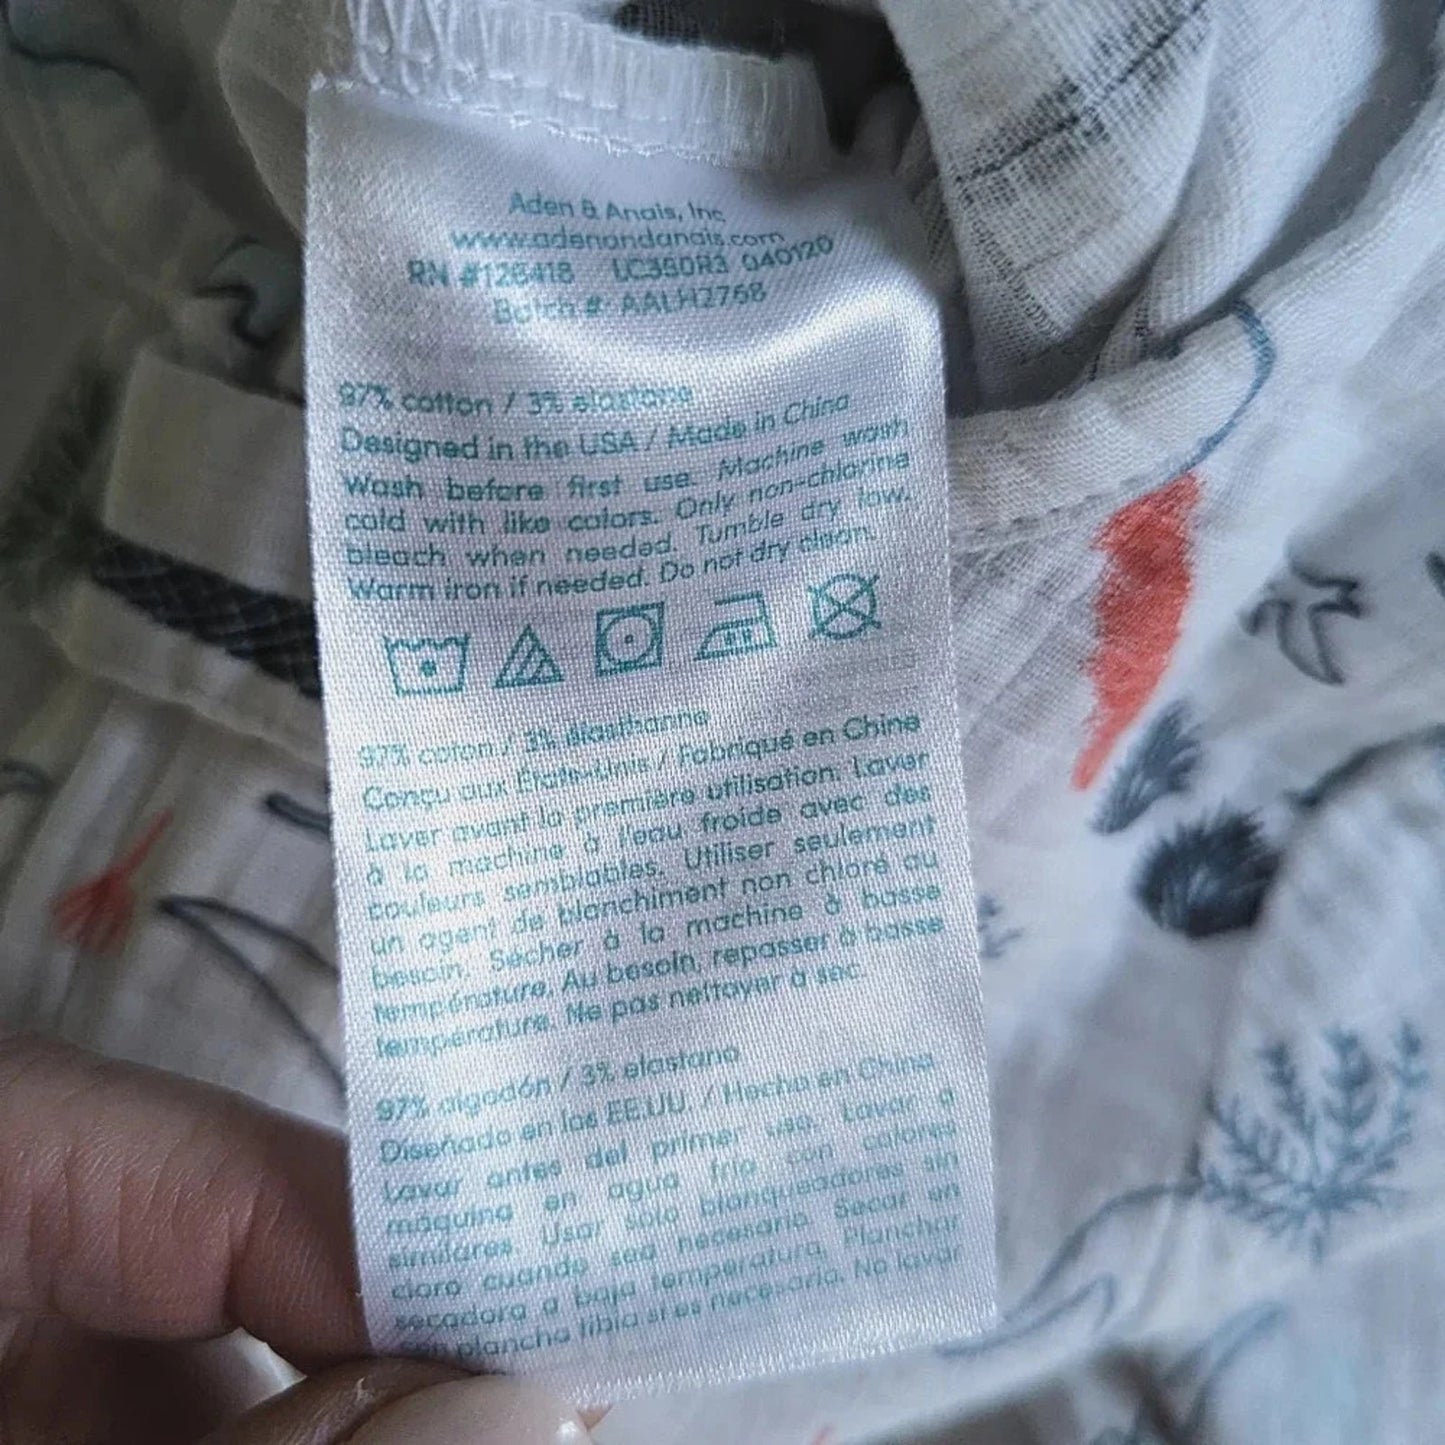 Aden & Anais, Inc
www.adenandanais.com
RN #126418 UC350R3 040120
Batch #: AALH2768
97% cotton / 3% elastane
Designed in the USA / Made in China
Wash before first use. Machine wash
cold with like colors. Only non-chlorine
bleach when needed. Tumble dry low.
Warm iron if needed. Do not dry clean.
97% coton / 3% élasthanne
Conçu aux États-Unis / Fabriqué en Chine
Laver avant la première utilisation. Laver
à la machine à l'eau froide avec des
couleurs semblables. Utiliser seulement
un agent de blanchiment non chloré au
besoin. Sécher à la machine à basse
température. Au besoin, repasser à basse
température. Ne pas nettoyer à sec.
97% algodón / 3% elastano
Diseñado en los EE.UU. / Hecho en China
Lavar antes del primer uso. Lavar a
máquina en agua fría con colores
similares. Usar sólo blanqueadores sin
cloro cuando sea necesario. Secar en
secadora a baja temperatura. Planchar
con plancha tibia si es necesario. No lavar